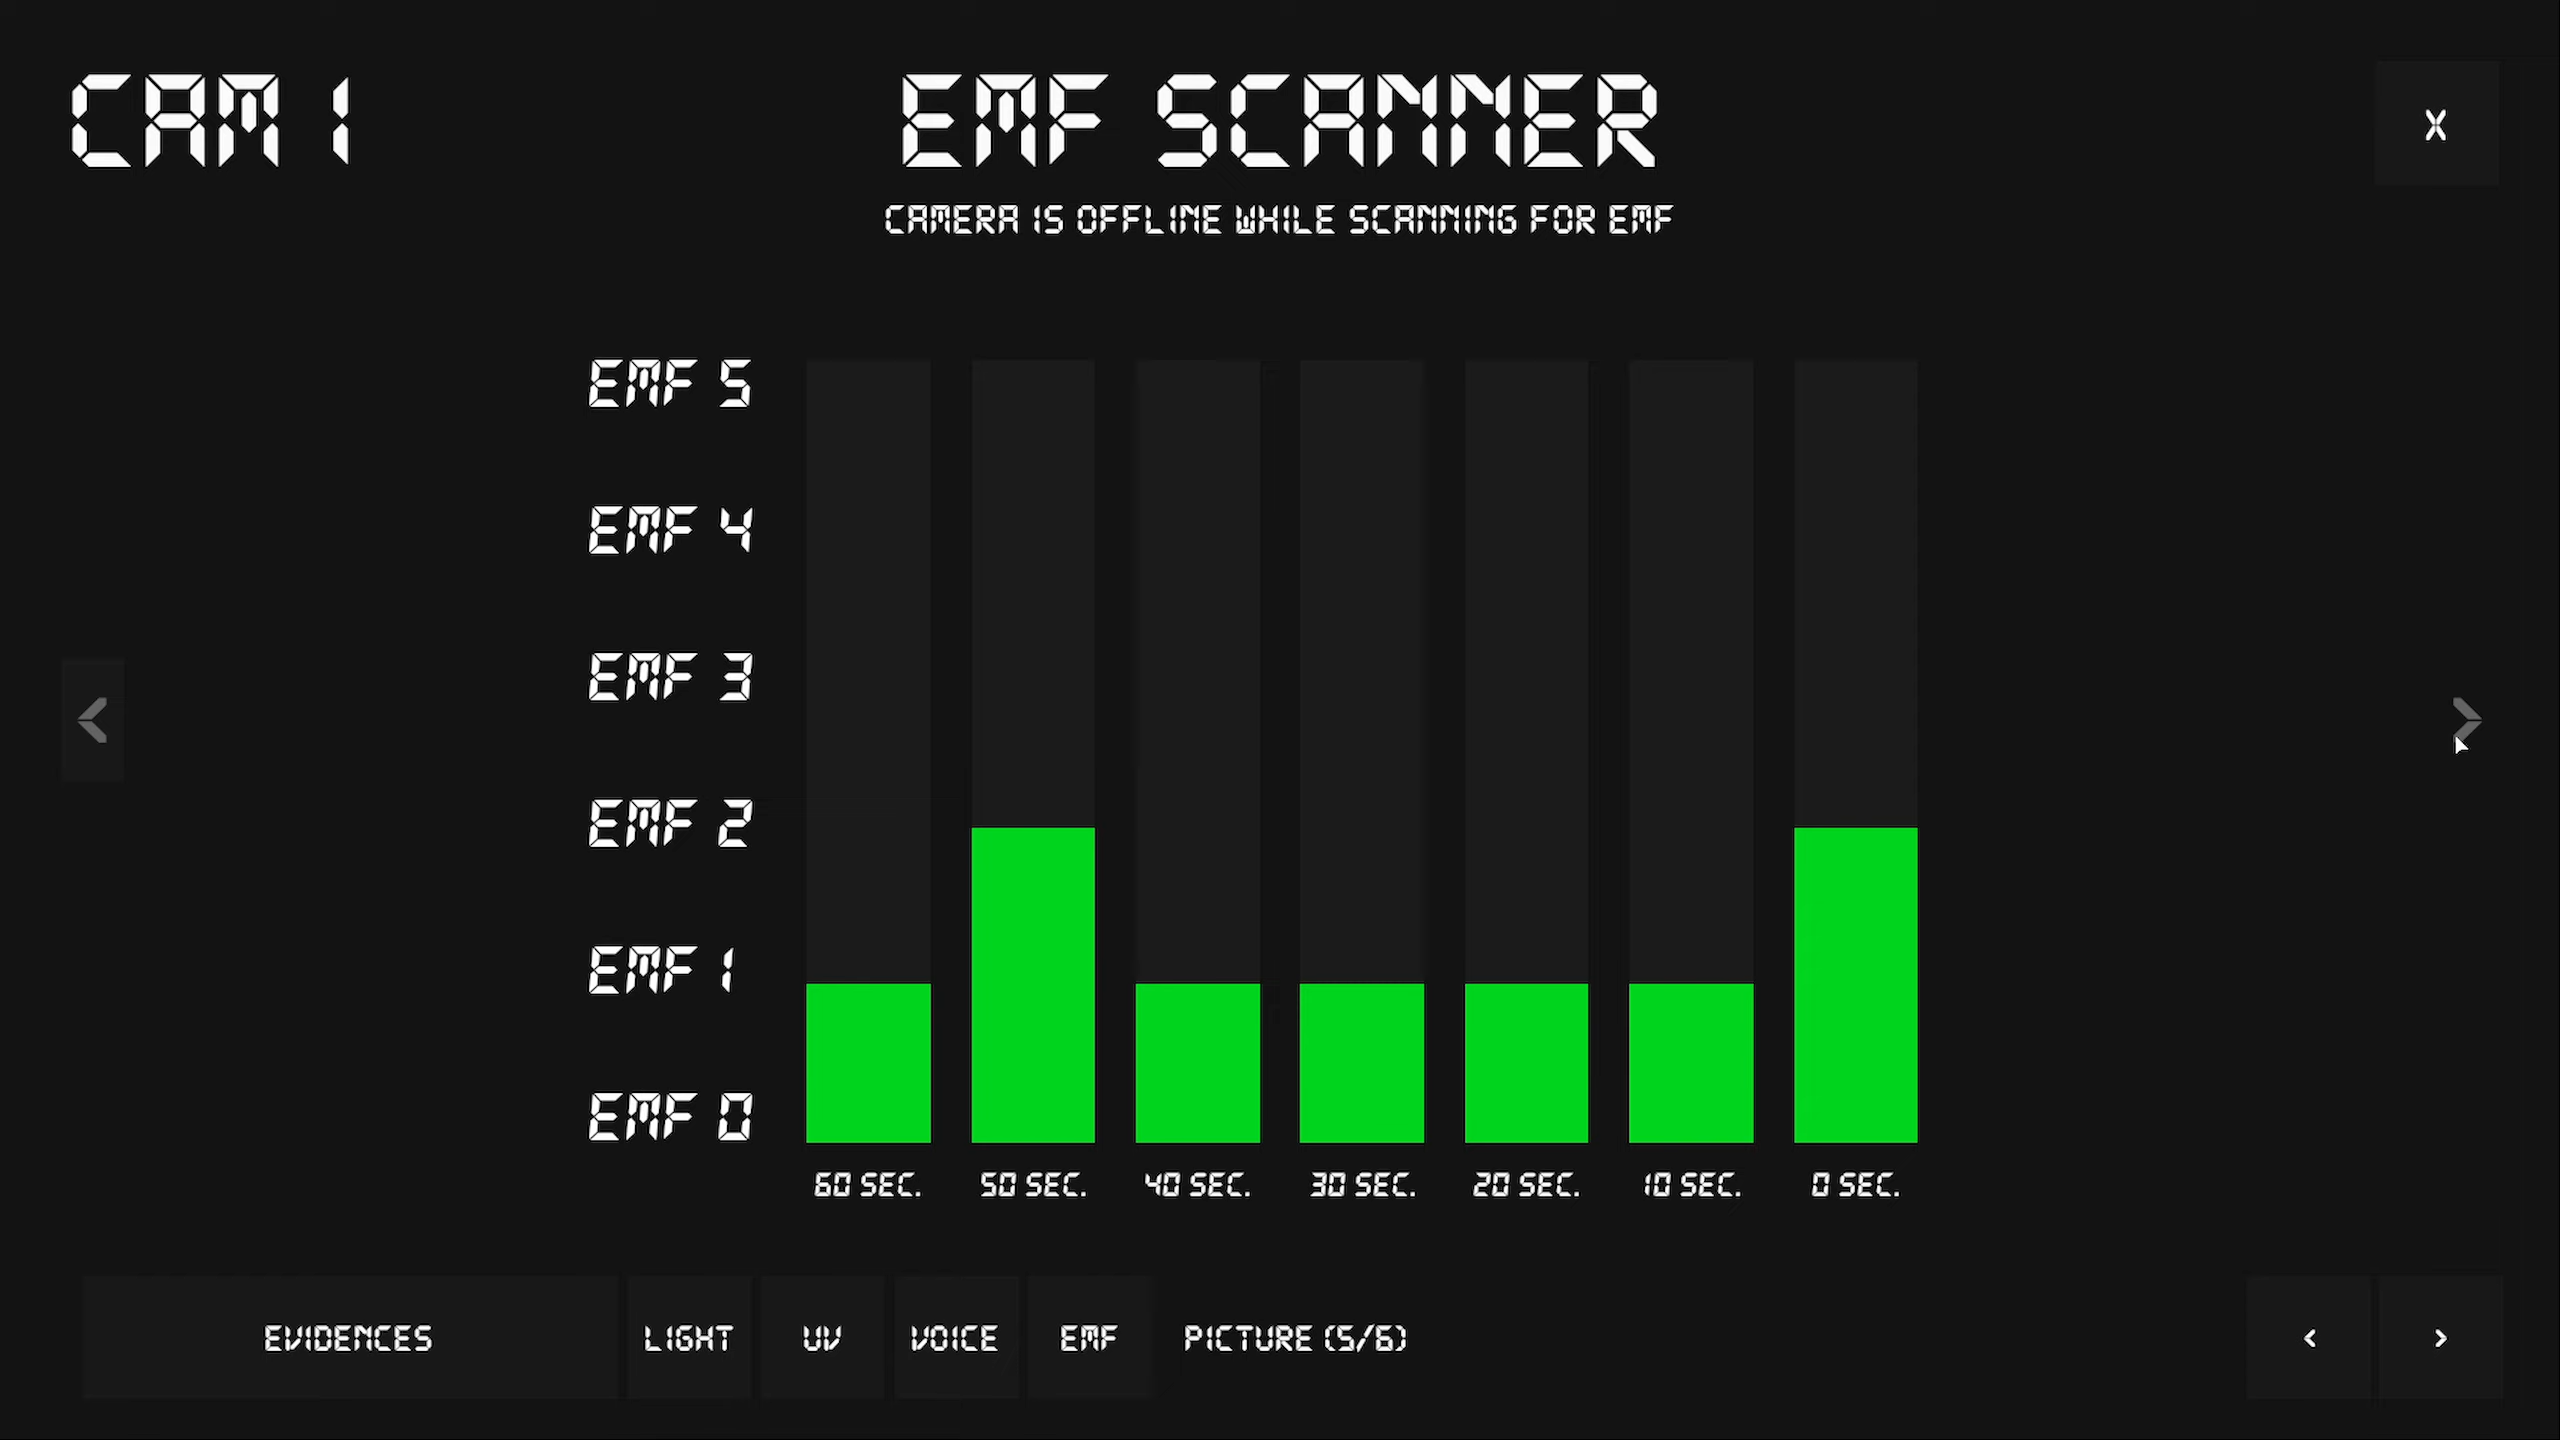 CAM 1
EMF SCANNER
X
CAMERA IS OFFLINE WHILE SCANNING FOR EMF
EMF 5
EMF 4
EMF 3
EMF 2
EMF 1
EMF 0
60 SEC. 50 SEC. 40 SEC. 30 SEC. 20 SEC. 10 SEC. 0 SEC.
EVIDENCES LIGHT UV VOICE EMF PICTURE (5/6) < >